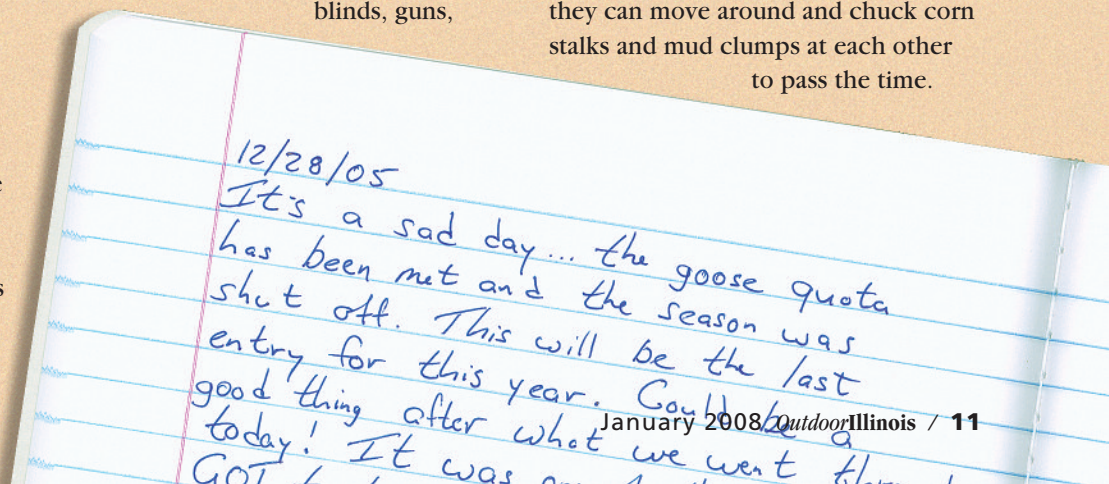 blinds, guns,
they can move around and chuck corn
stalks and mud clumps at each other
to pass the time.
12/28/05
It's a sad day... the goose quota
has been met and the season was
shut off. This will be the last
entry for this year. Could be a
good thing after what we went
today! It was
GOT
January 2008 OutdoorIllinois / 11